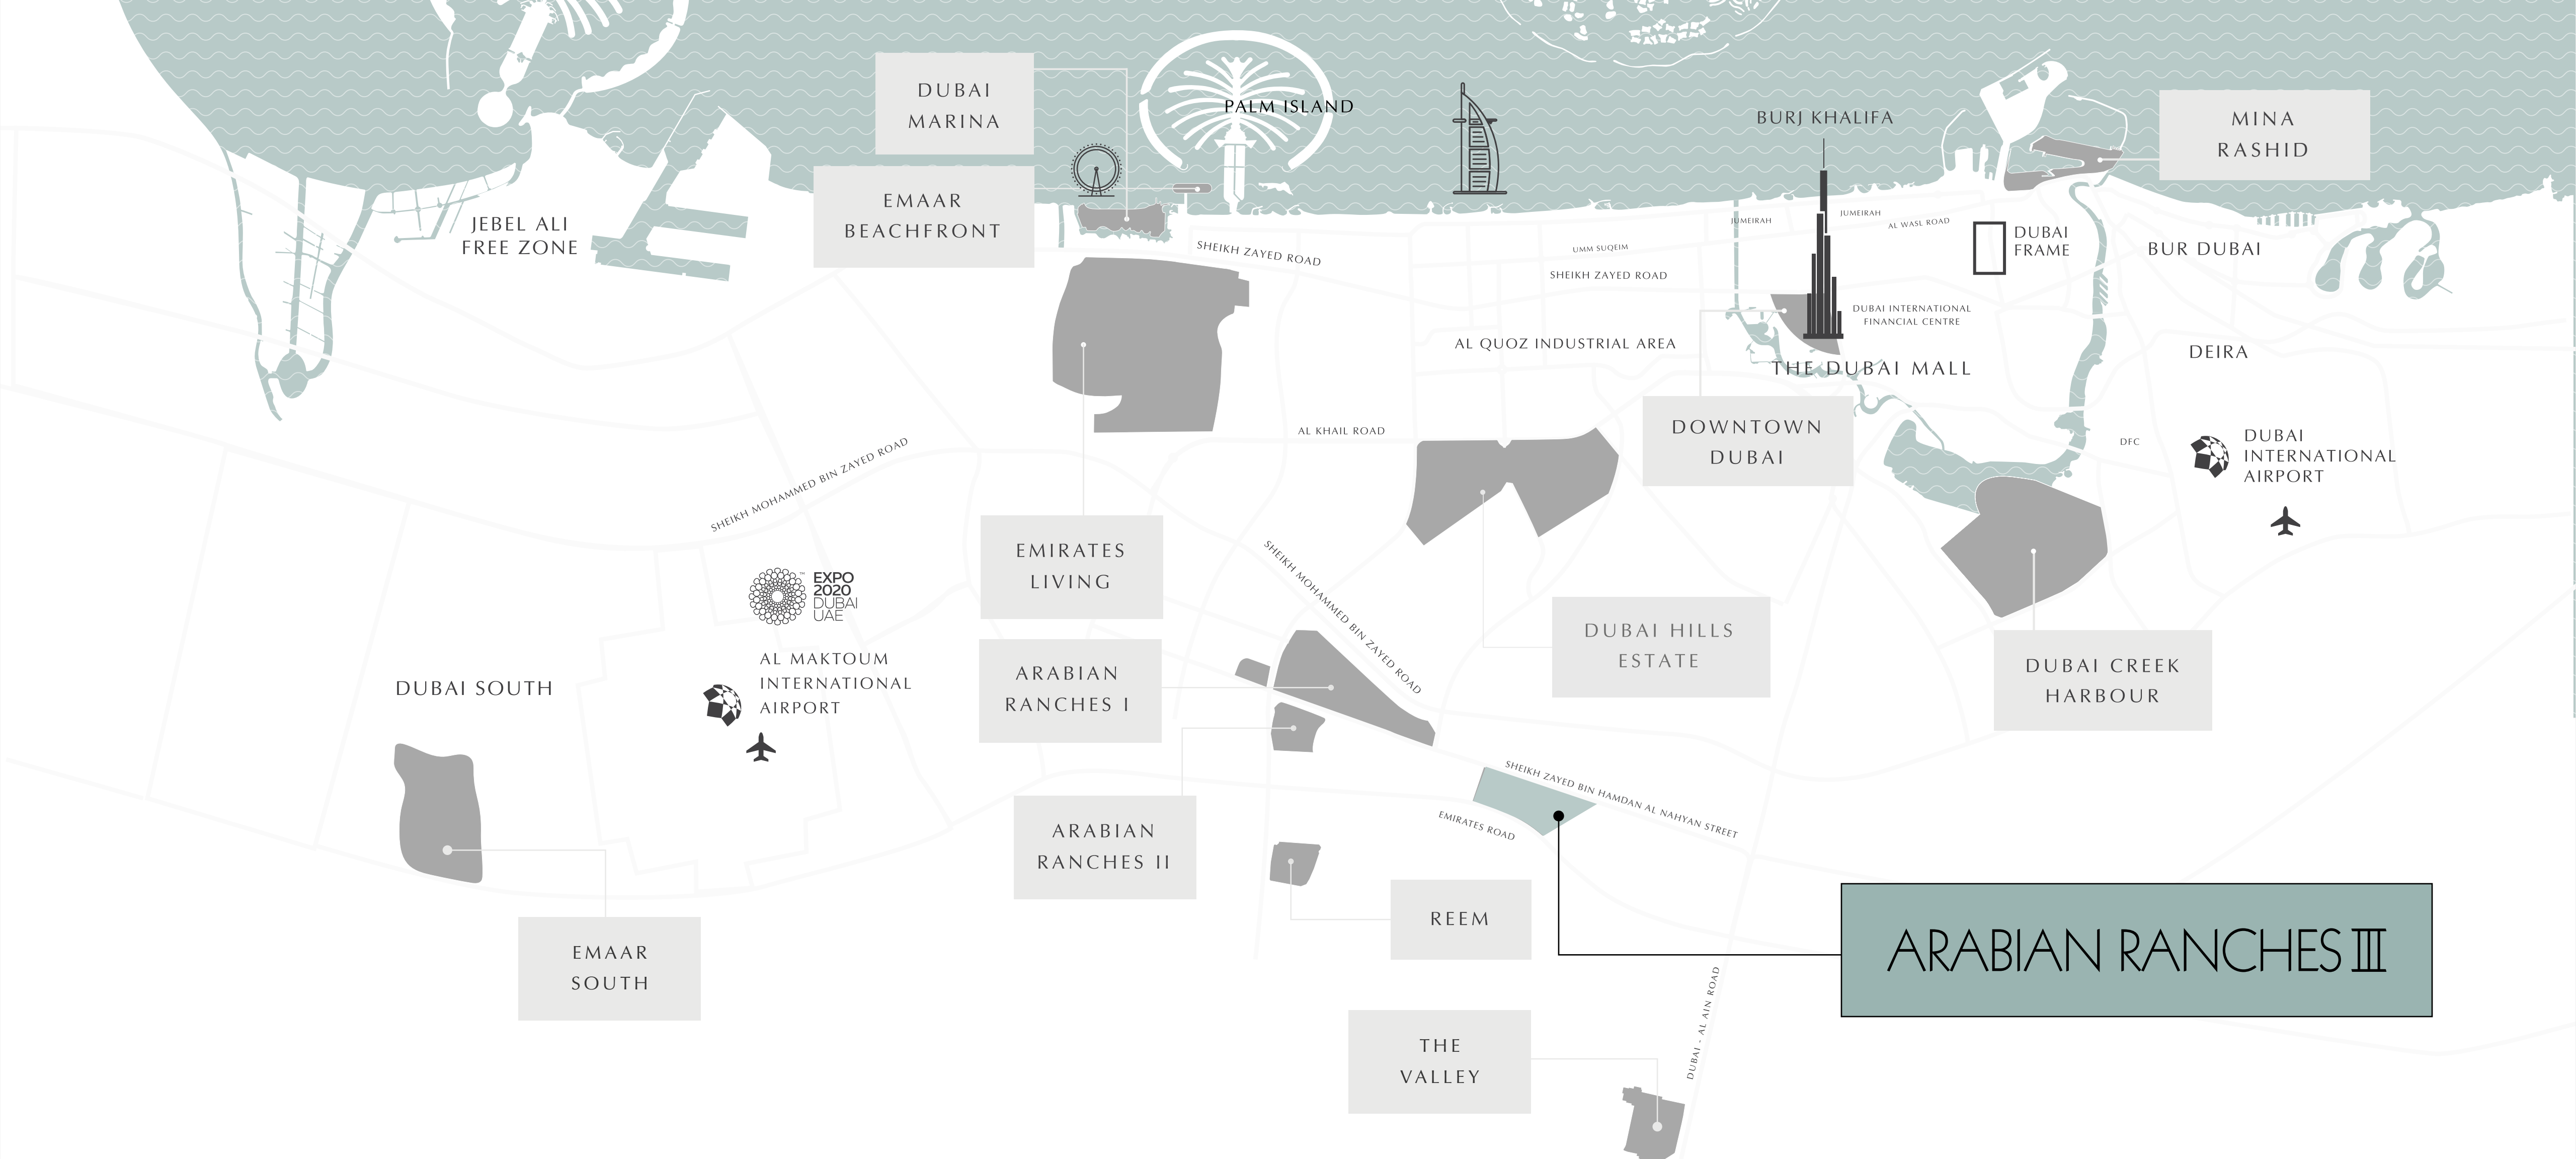 DUBAI
MARINA
PALM ISLAND
BURJ KHALIFA
MINA
RASHID
EMAAR
BEACHFRONT
JEBEL ALI
FREE ZONE
SHEIKH ZAYED ROAD
UMM SUQEIM
SHEIKH ZAYED ROAD
JUMEIRAH
JUMEIRAH
AL WASL ROAD
DUBAI
FRAME
BUR DUBAI
DUBAI INTERNATIONAL
FINANCIAL CENTRE
AL QUOZ INDUSTRIAL AREA
THE DUBAI MALL
DEIRA
AL KHAIL ROAD
DOWNTOWN
DUBAI
DFC
DUBAI
INTERNATIONAL
AIRPORT
SHEIKH MOHAMMED BIN ZAYED ROAD
EMIRATES
LIVING
SHEIKH MOHAMMED BIN ZAYED ROAD
EXPO
2020
DUBAI
UAE
™
DUBAI HILLS
ESTATE
DUBAI CREEK
HARBOUR
DUBAI SOUTH
AL MAKTOUM
INTERNATIONAL
AIRPORT
ARABIAN
RANCHES I
SHEIKH ZAYED BIN HAMDAN AL NAHYAN STREET
EMIRATES ROAD
ARABIAN
RANCHES II
REEM
ARABIAN RANCHES III
EMAAR
SOUTH
DUBAI - AL AIN ROAD
THE
VALLEY